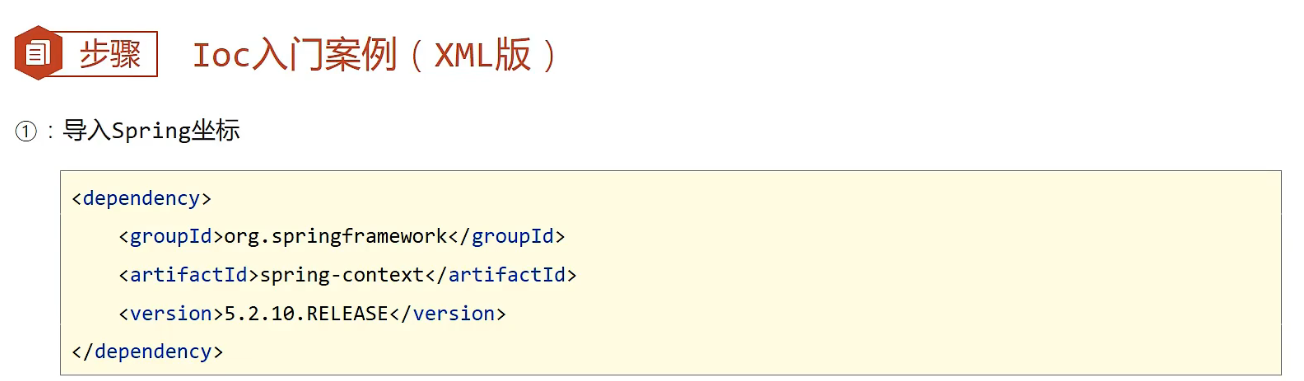 步骤 Ioc入门案例（XML版）
①：导入Spring坐标
<dependency>
    <groupId>org.springframework</groupId>
    <artifactId>spring-context</artifactId>
    <version>5.2.10.RELEASE</version>
</dependency>